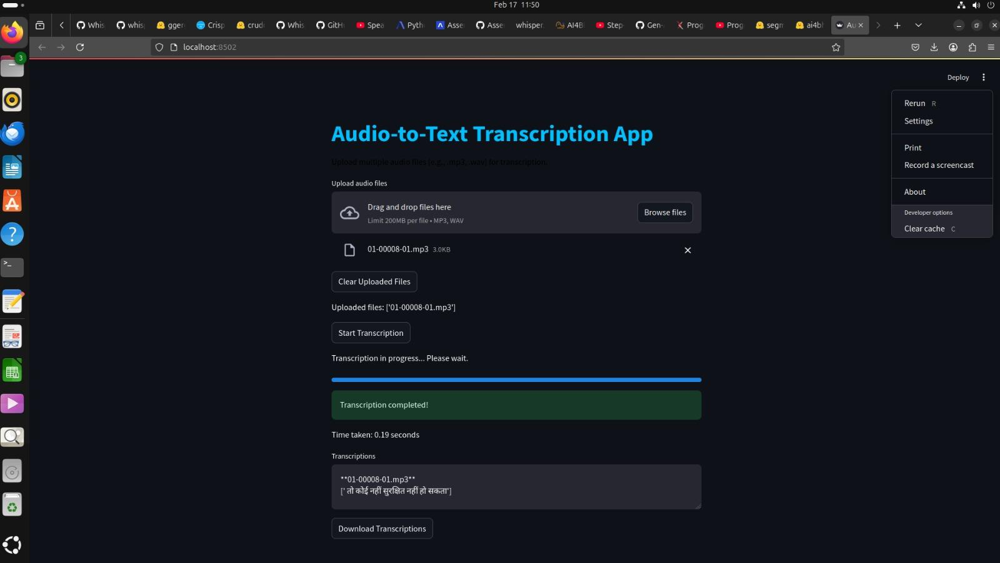 Feb 17 11:50
Whis
whis
gger
Crisp
crud
Whis
GitHu
Spea
Pyth
Asse
Asse
whisper.
AI4B
Step-
Gen-
Prog
Prog
segm
ai4bh
Au
3
localhost:8502
Deploy
Rerun R
Settings
Print
Record a screencast
About
Developer options
Clear cache C
Audio-to-Text Transcription App
Upload multiple audio files (e.g., .mp3, .wav) for transcription.
Upload audio files
Drag and drop files here
Limit 200MB per file • MP3, WAV
Browse files
01-00008-01.mp3 3.0KB
Clear Uploaded Files
Uploaded files: ['01-00008-01.mp3']
Start Transcription
Transcription in progress... Please wait.
Transcription completed!
Time taken: 0.19 seconds
Transcriptions
**01-00008-01.mp3**
[' तो कोई नहीं सुरक्षित नहीं हो सकता']
Download Transcriptions